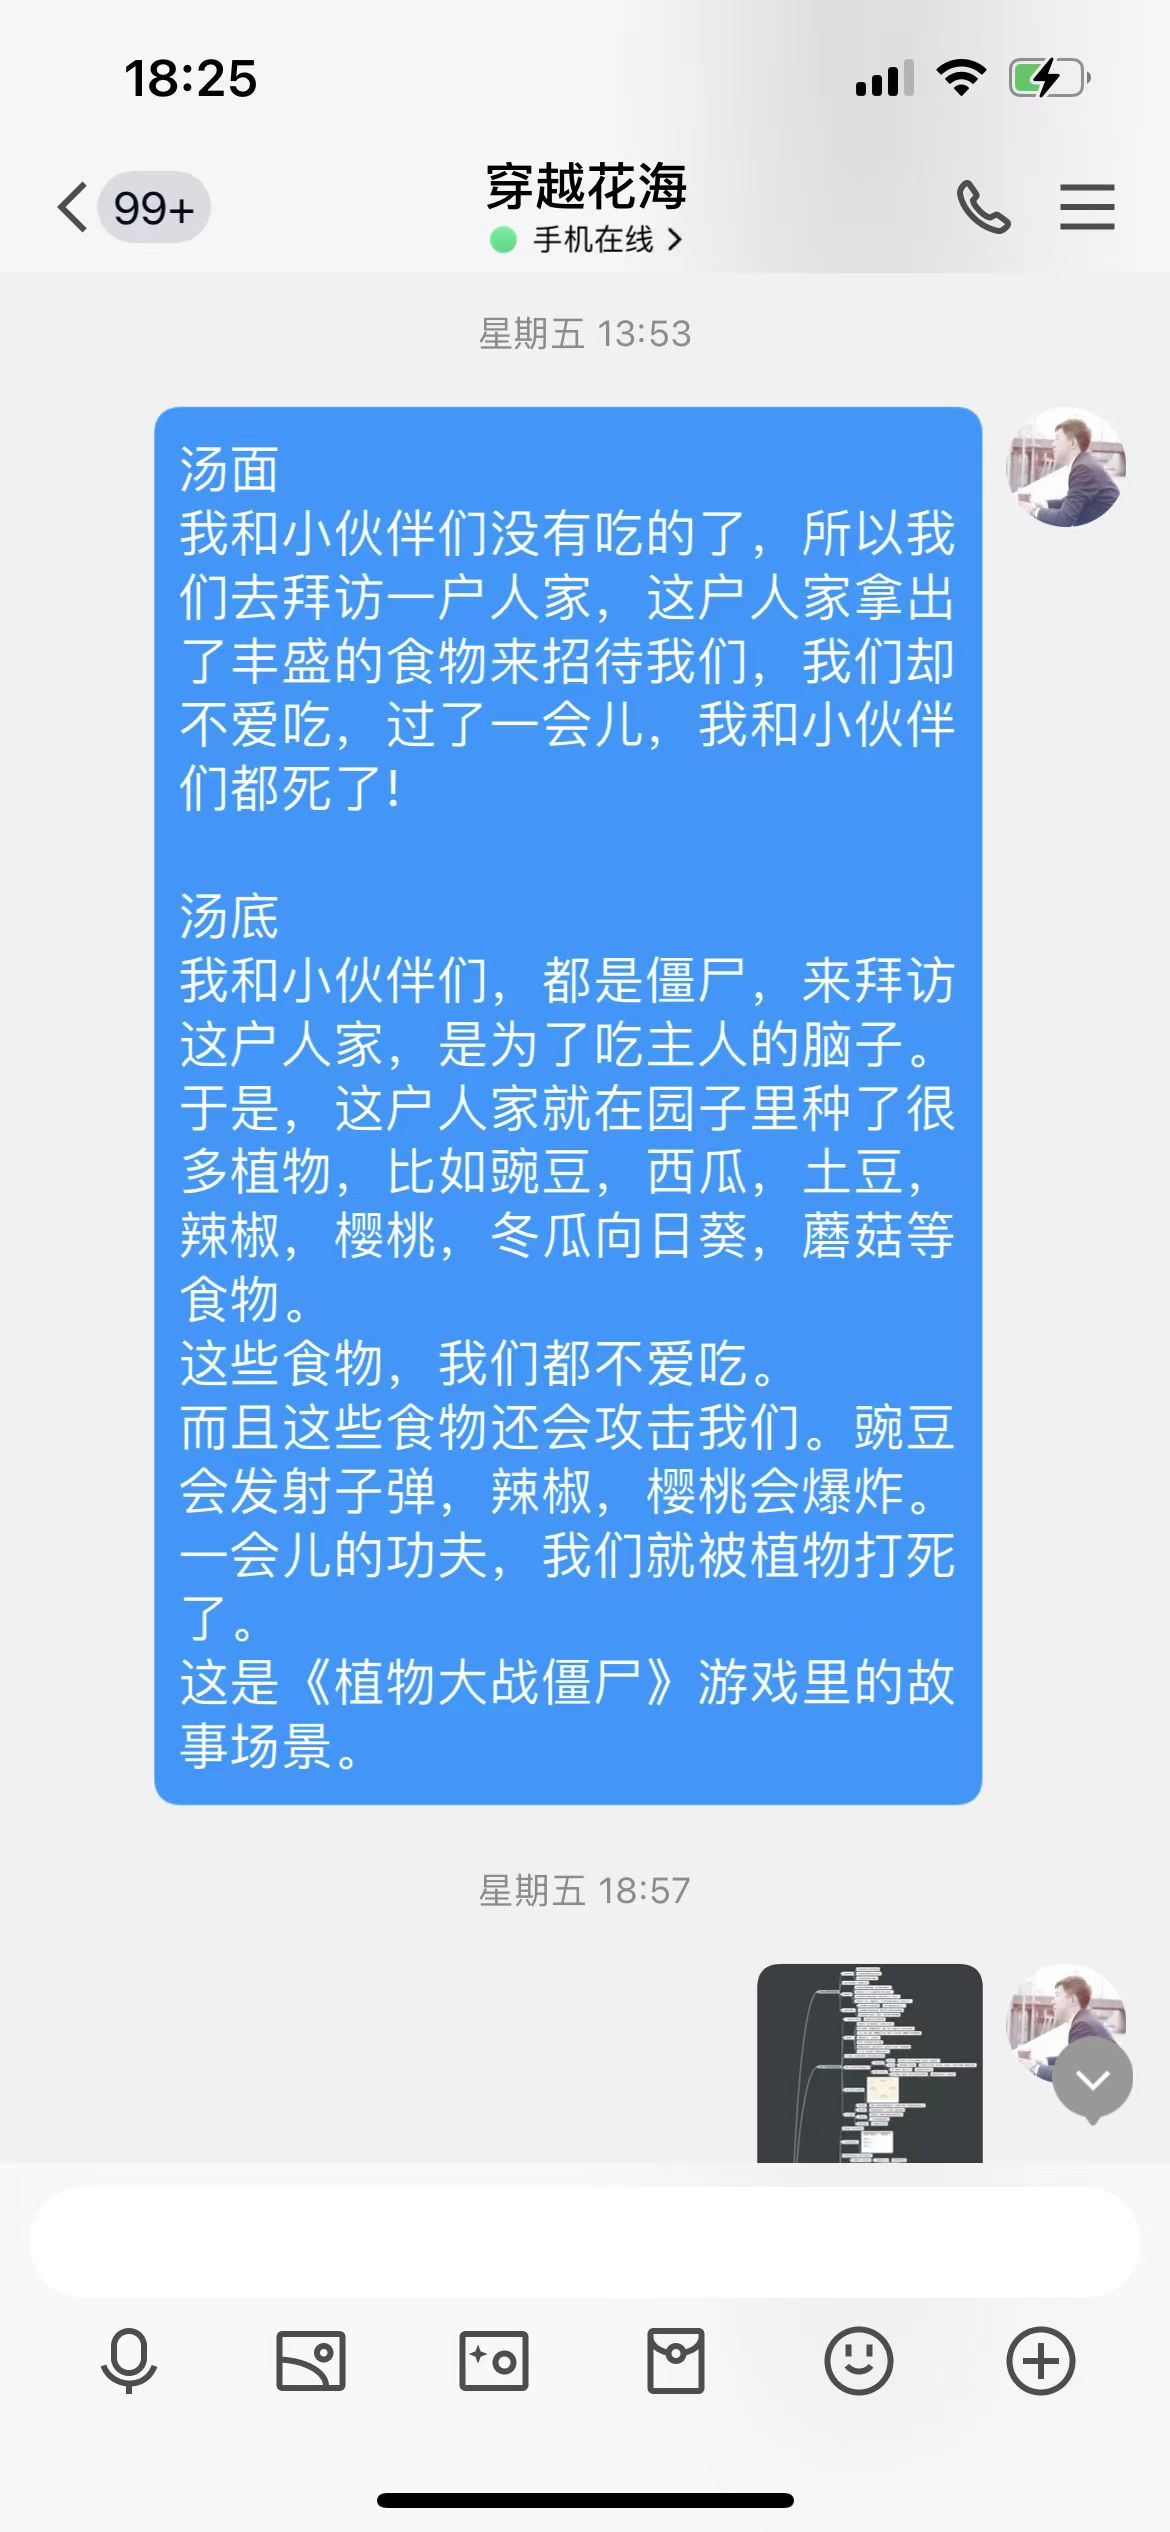 18:25
99+
穿越花海
手机在线
星期五 13:53
汤面
我和小伙伴们没有吃的了，所以我
们去拜访一户人家，这户人家拿出
了丰盛的食物来招待我们，我们却
不爱吃，过了一会儿，我和小伙伴
们都死了！
汤底
我和小伙伴们，都是僵尸，来拜访
这户人家，是为了吃主人的脑子。
于是，这户人家就在园子里种了很
多植物，比如豌豆，西瓜，土豆，
辣椒，樱桃，冬瓜向日葵，蘑菇等
食物。
这些食物，我们都不爱吃。
而且这些食物还会攻击我们。豌豆
会发射子弹，辣椒，樱桃会爆炸。
一会儿的功夫，我们就被植物打死
了。
这是《植物大战僵尸》游戏里的故
事场景。
星期五 18:57